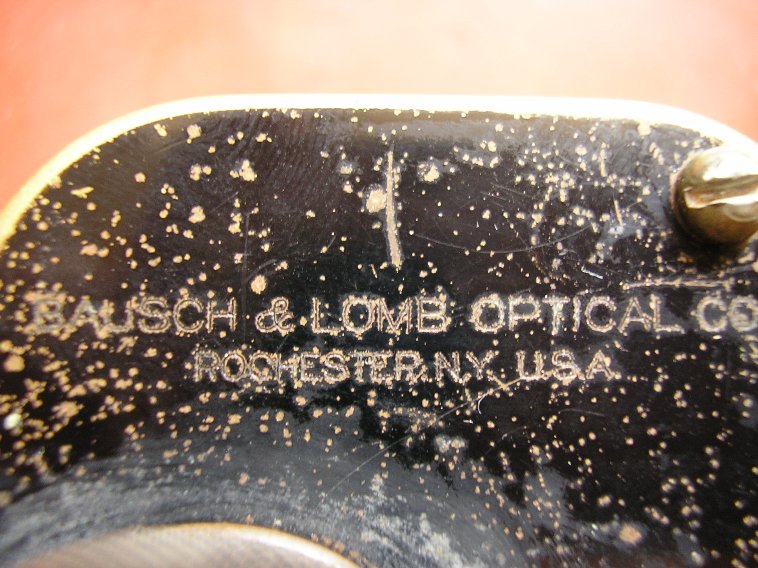 BAUSCH & LOMB OPTICAL CO
ROCHESTER. N.Y. U.S.A.